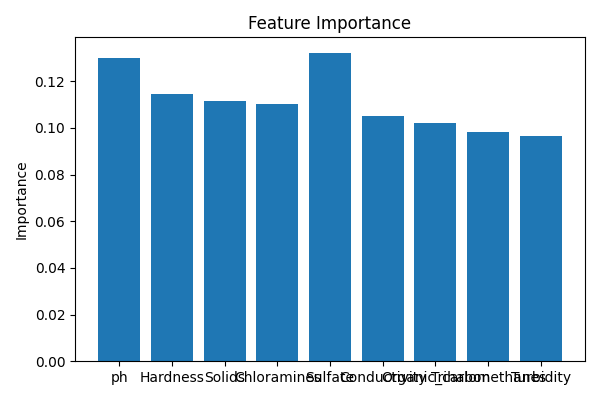 Feature Importance
Importance
0.12
0.10
0.08
0.06
0.04
0.02
0.00
ph Hardness Solids Chloramines Sulfate Conductivity Organic_carbon Trihalomethanes Turbidity